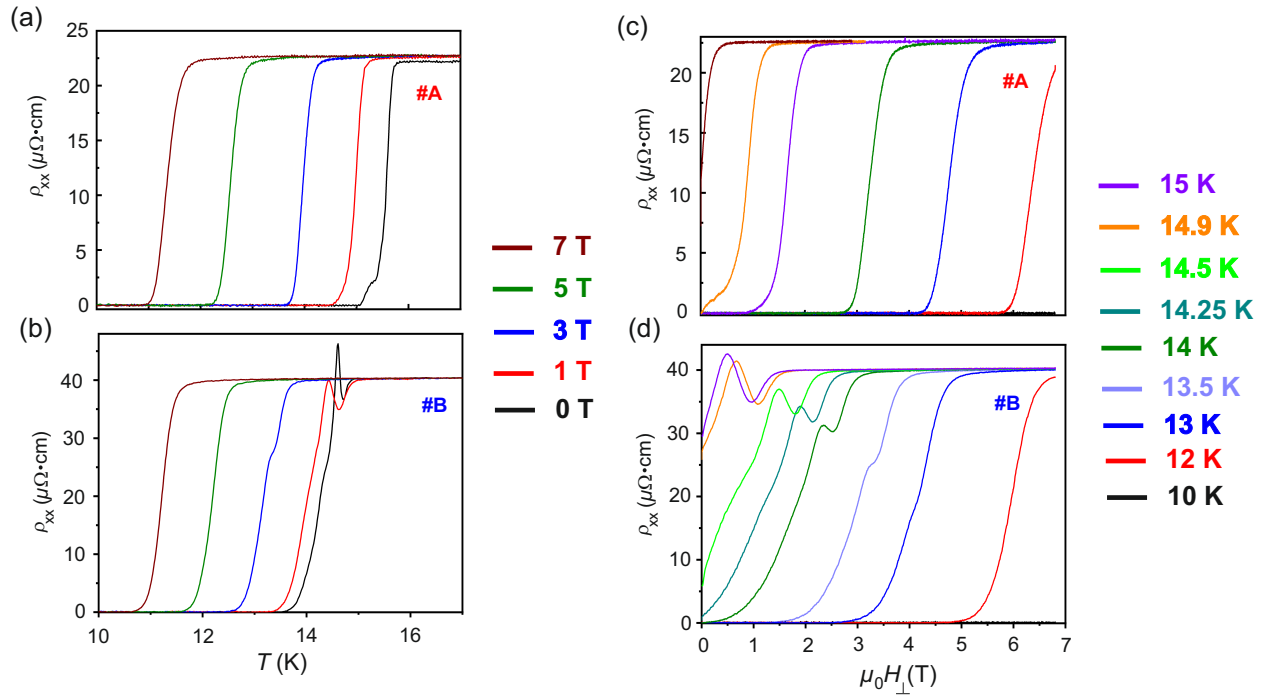 (a)
25
20
15
10
5
0
ρxx (μΩ•cm)
#A
(b)
40
30
20
10
0
ρxx (μΩ•cm)
#B
10 12 14 16
T (K)
7 T
5 T
3 T
1 T
0 T
(c)
20
15
10
5
0
ρxx (μΩ•cm)
#A
(d)
40
30
20
10
0
ρxx (μΩ•cm)
#B
0 1 2 3 4 5 6 7
μ0H⊥(T)
15 K
14.9 K
14.5 K
14.25 K
14 K
13.5 K
13 K
12 K
10 K